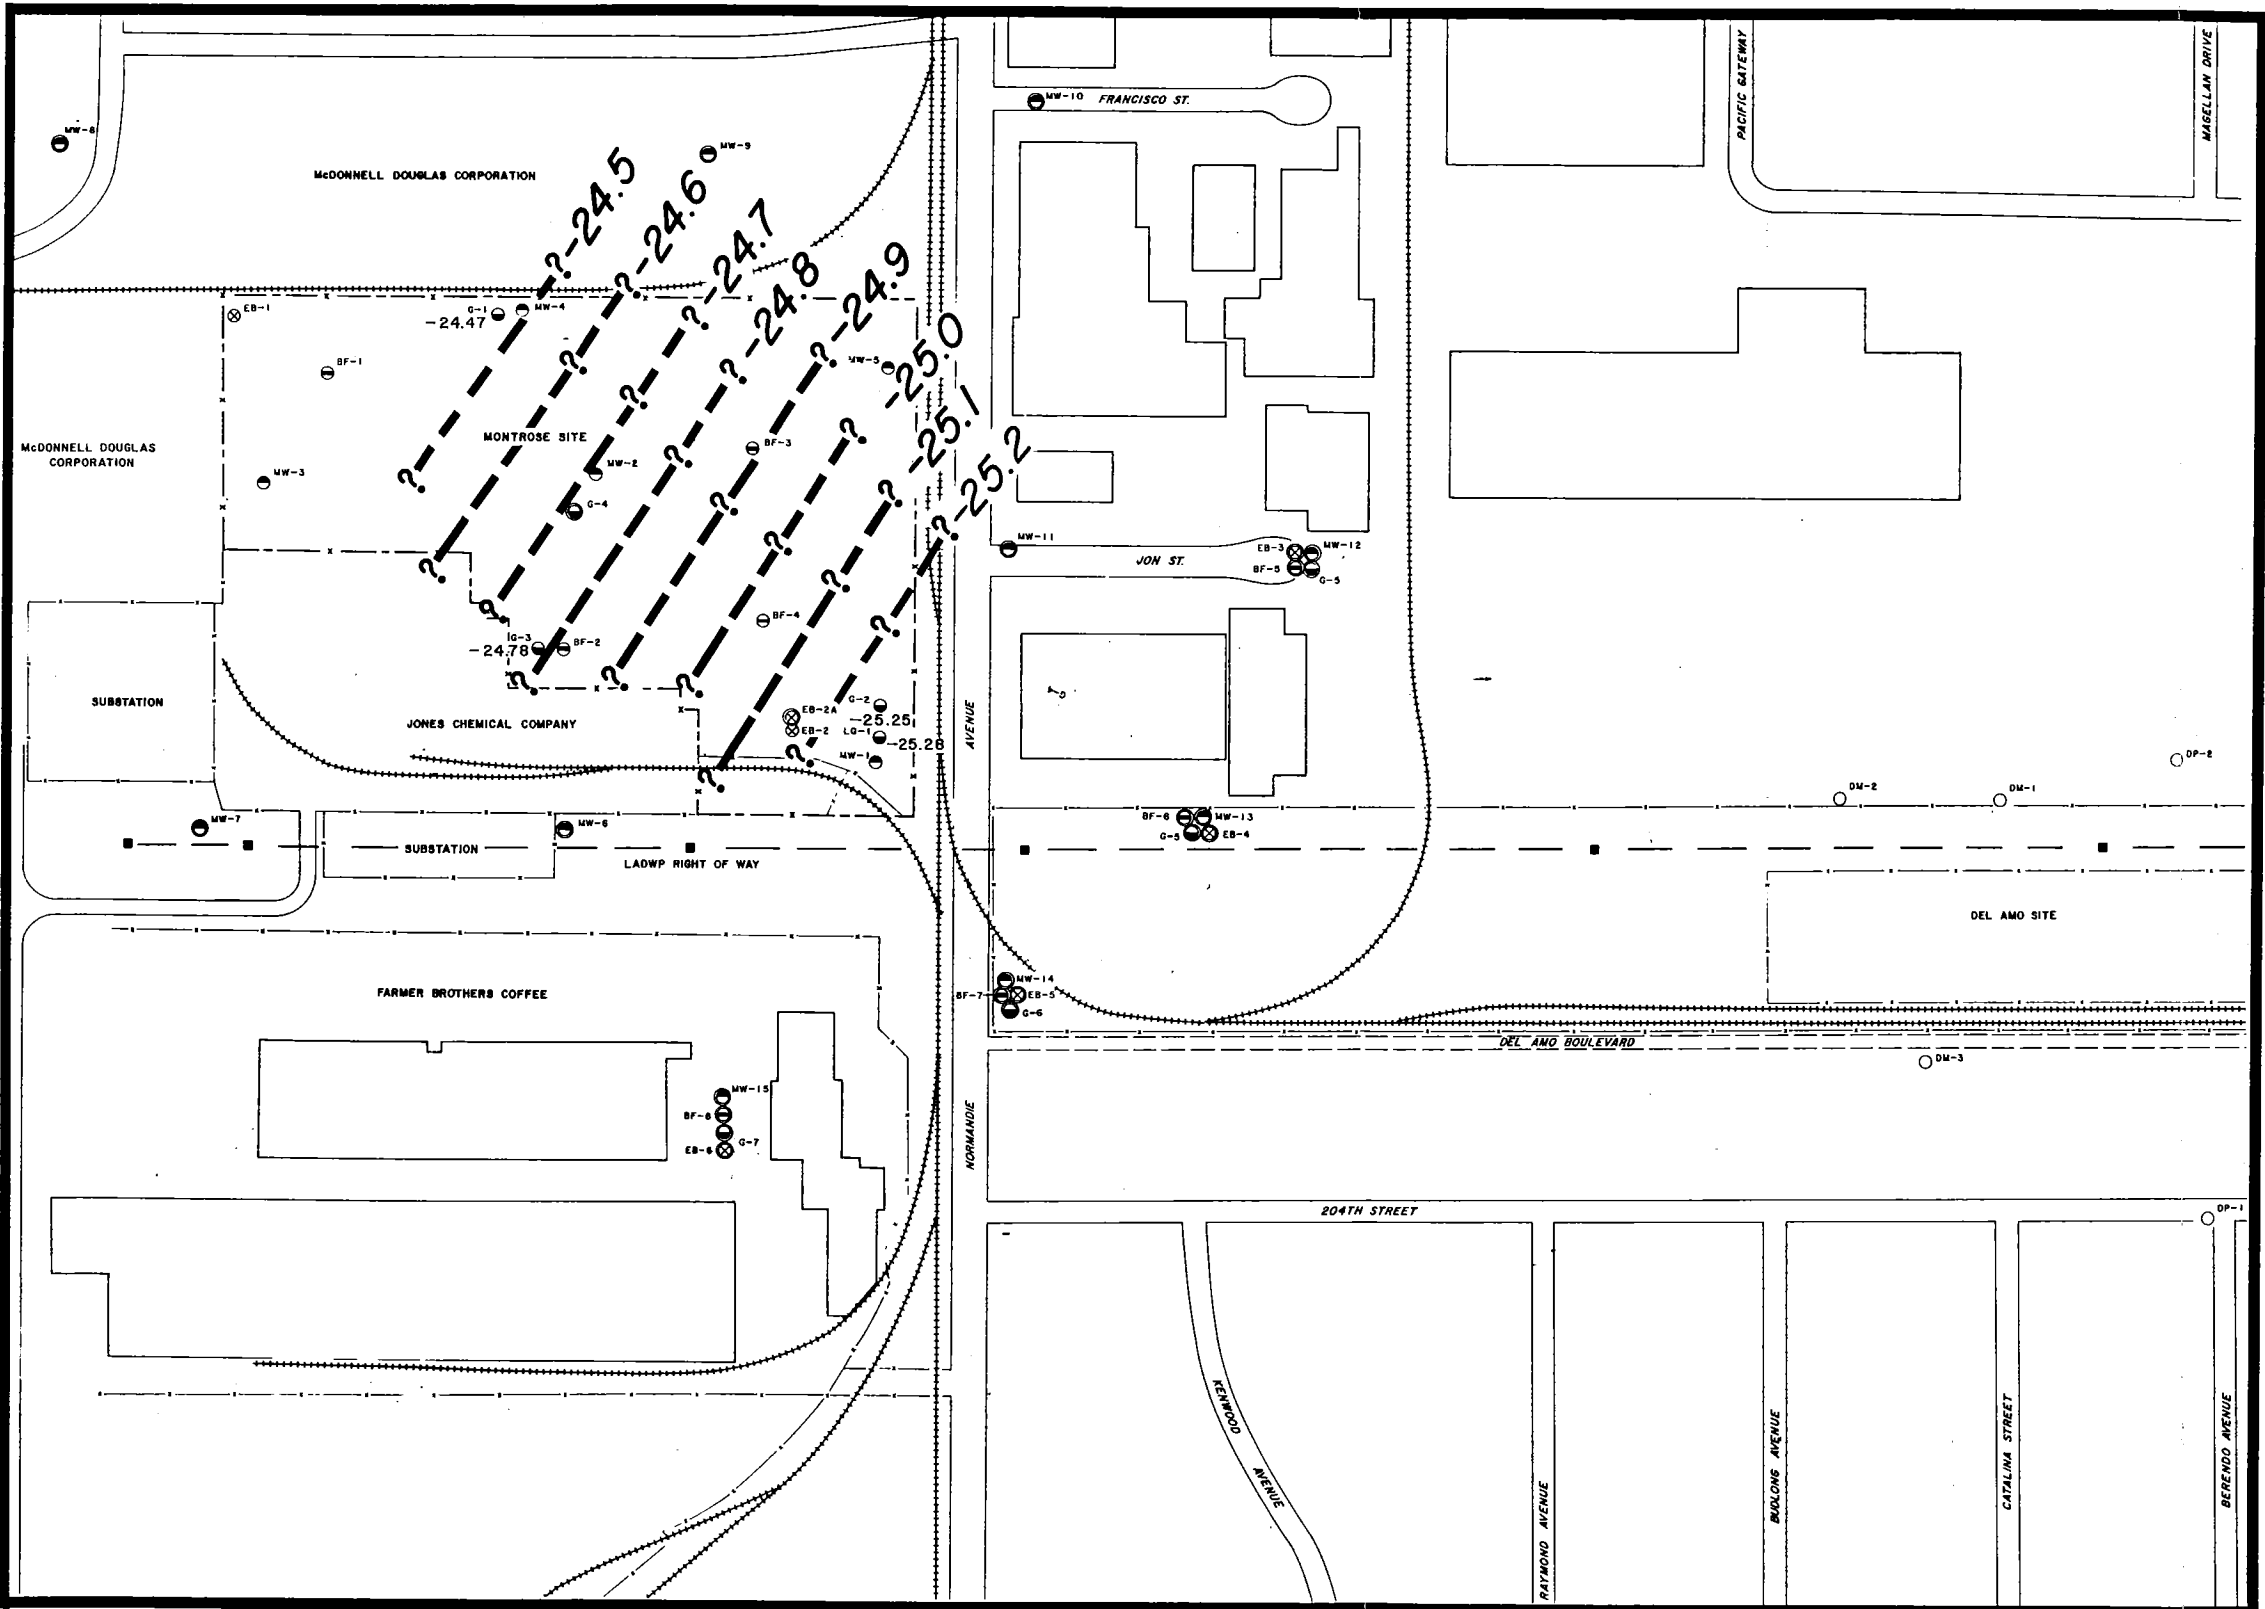 MW-8
MW-9
MW-10 FRANCISCO ST.
PACIFIC GATEWAY
MAGELLAN DRIVE
McDONNELL DOUGLAS CORPORATION
?-24.5
?-24.6
?-24.7
?-24.8
?-24.9
-25.0
-25.1
?-25.2
EB-1
G-1
-24.47
MW-4
BF-1
MW-5
McDONNELL DOUGLAS
CORPORATION
MONTROSE SITE
BF-3
MW-3
MW-2
G-4
MW-11
JON ST.
EB-3
MW-12
BF-5
G-5
BF-4
G-3
-24.78
BF-2
SUBSTATION
JONES CHEMICAL COMPANY
EB-2A
EB-2
G-2
-25.25
LG-1
-25.28
MW-1
AVENUE
DP-2
DM-2
DM-1
MW-7
MW-6
SUBSTATION
LADWP RIGHT OF WAY
BF-6
MW-13
G-5
EB-4
DEL AMO SITE
FARMER BROTHERS COFFEE
MW-14
BF-7
EB-5
G-6
DEL AMO BOULEVARD
DM-3
MW-15
BF-8
G-7
EB-6
NORMANDIE
204TH STREET
DP-1
KENWOOD
AVENUE
RAYMOND AVENUE
BUDLONG AVENUE
CATALINA STREET
BERENDO AVENUE